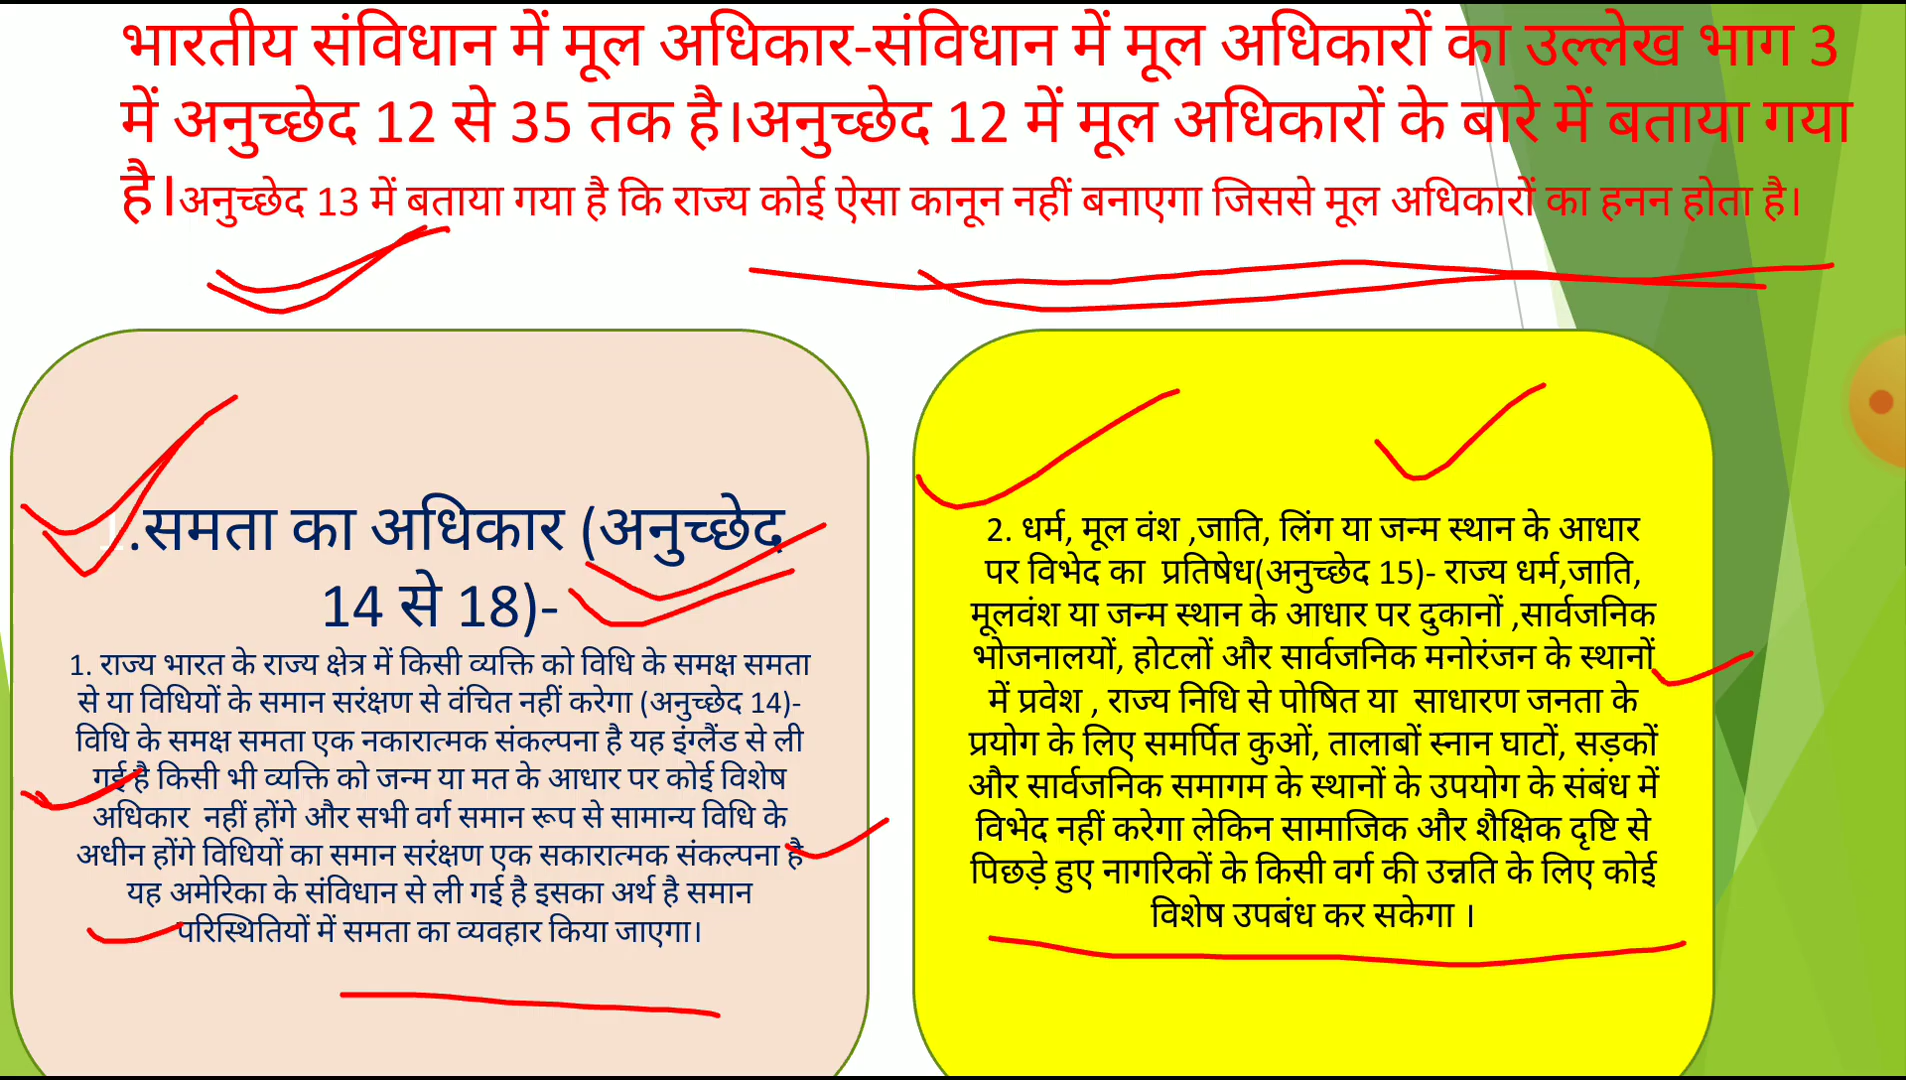 भारतीय संविधान में मूल अधिकार-संविधान में मूल अधिकारों का उल्लेख भाग 3
में अनुच्छेद 12 से 35 तक है।अनुच्छेद 12 में मूल अधिकारों के बारे में बताया गया
है।अनुच्छेद 13 में बताया गया है कि राज्य कोई ऐसा कानून नहीं बनाएगा जिससे मूल अधिकारों का हनन होता है।
1.समता का अधिकार (अनुच्छेद
14 से 18)-
1. राज्य भारत के राज्य क्षेत्र में किसी व्यक्ति को विधि के समक्ष समता
से या विधियों के समान सरंक्षण से वंचित नहीं करेगा (अनुच्छेद 14)-
विधि के समक्ष समता एक नकारात्मक संकल्पना है यह इंग्लैंड से ली
गई है किसी भी व्यक्ति को जन्म या मत के आधार पर कोई विशेष
अधिकार नहीं होंगे और सभी वर्ग समान रूप से सामान्य विधि के
अधीन होंगे विधियों का समान सरंक्षण एक सकारात्मक संकल्पना है
यह अमेरिका के संविधान से ली गई है इसका अर्थ है समान
परिस्थितियों में समता का व्यवहार किया जाएगा।
2. धर्म, मूल वंश ,जाति, लिंग या जन्म स्थान के आधार
पर विभेद का प्रतिषेध(अनुच्छेद 15)- राज्य धर्म,जाति,
मूलवंश या जन्म स्थान के आधार पर दुकानों ,सार्वजनिक
भोजनालयों, होटलों और सार्वजनिक मनोरंजन के स्थानों
में प्रवेश , राज्य निधि से पोषित या साधारण जनता के
प्रयोग के लिए समर्पित कुओं, तालाबों स्नान घाटों, सड़कों
और सार्वजनिक समागम के स्थानों के उपयोग के संबंध में
विभेद नहीं करेगा लेकिन सामाजिक और शैक्षिक दृष्टि से
पिछड़े हुए नागरिकों के किसी वर्ग की उन्नति के लिए कोई
विशेष उपबंध कर सकेगा ।